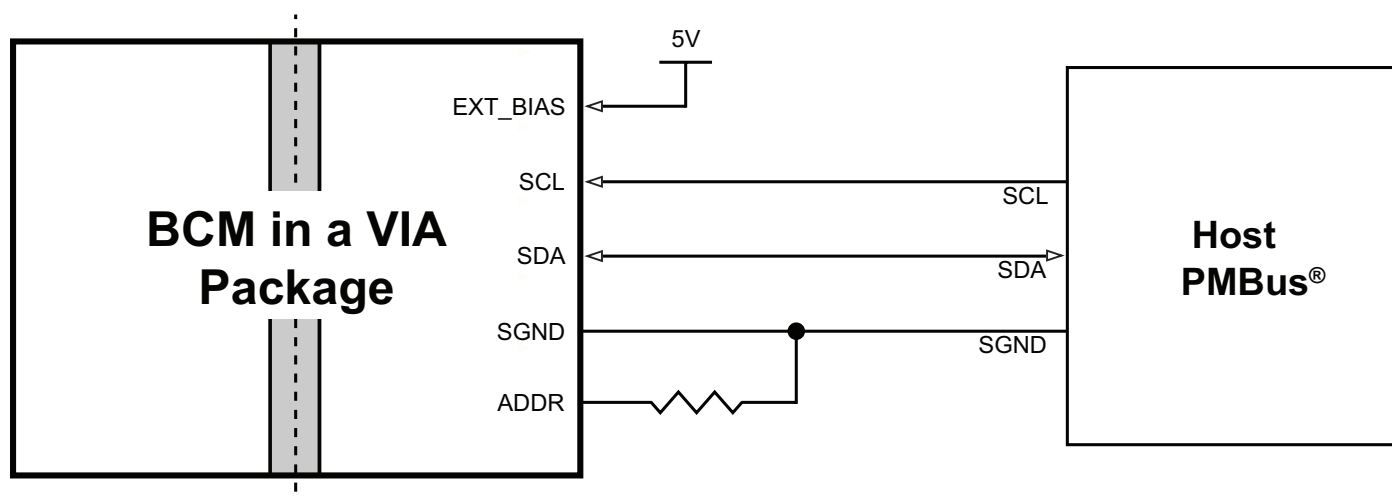 5V
EXT_BIAS
SCL
SCL
BCM in a VIA
Package
SDA
SDA
Host
PMBus®
SGND
SGND
ADDR